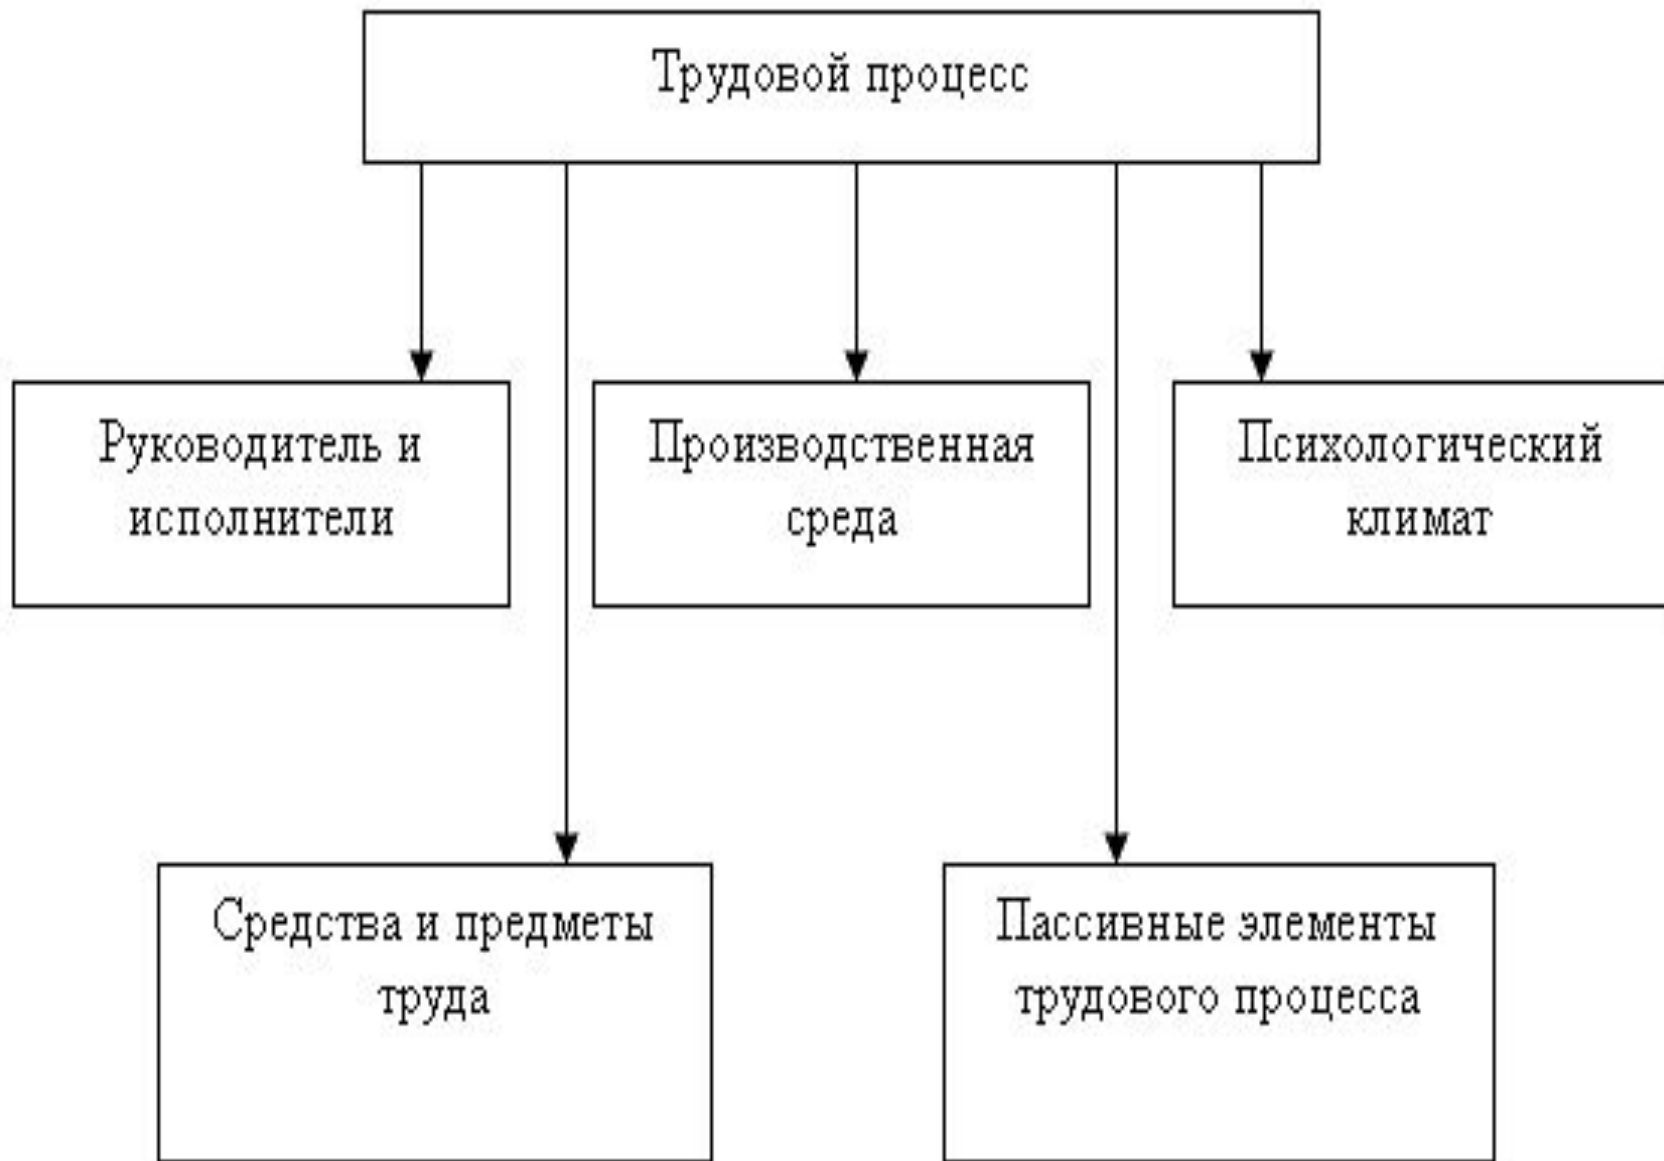 Трудовой процесс
Руководитель и
исполнители
Производственная
среда
Психологический
климат
Средства и предметы
труда
Пассивные элементы
трудового процесса